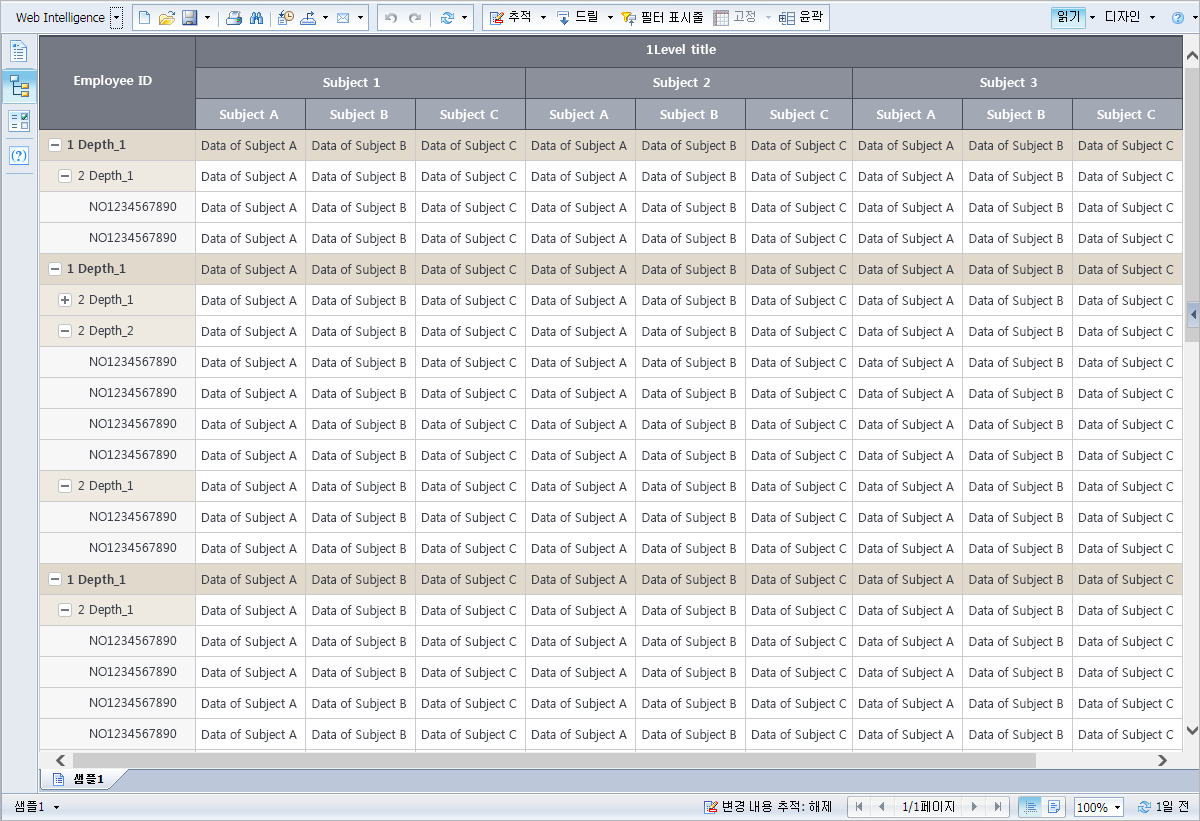 Web Intelligence 추적 드릴 필터 표시줄 고정 윤곽 읽기 디자인
Employee ID 1Level title
Subject 1 Subject 2 Subject 3
Subject A Subject B Subject C Subject A Subject B Subject C Subject A Subject B Subject C
1 Depth_1 Data of Subject A Data of Subject B Data of Subject C Data of Subject A Data of Subject B Data of Subject C Data of Subject A Data of Subject B Data of Subject C
2 Depth_1 Data of Subject A Data of Subject B Data of Subject C Data of Subject A Data of Subject B Data of Subject C Data of Subject A Data of Subject B Data of Subject C
NO1234567890 Data of Subject A Data of Subject B Data of Subject C Data of Subject A Data of Subject B Data of Subject C Data of Subject A Data of Subject B Data of Subject C
NO1234567890 Data of Subject A Data of Subject B Data of Subject C Data of Subject A Data of Subject B Data of Subject C Data of Subject A Data of Subject B Data of Subject C
1 Depth_1 Data of Subject A Data of Subject B Data of Subject C Data of Subject A Data of Subject B Data of Subject C Data of Subject A Data of Subject B Data of Subject C
2 Depth_1 Data of Subject A Data of Subject B Data of Subject C Data of Subject A Data of Subject B Data of Subject C Data of Subject A Data of Subject B Data of Subject C
2 Depth_2 Data of Subject A Data of Subject B Data of Subject C Data of Subject A Data of Subject B Data of Subject C Data of Subject A Data of Subject B Data of Subject C
NO1234567890 Data of Subject A Data of Subject B Data of Subject C Data of Subject A Data of Subject B Data of Subject C Data of Subject A Data of Subject B Data of Subject C
NO1234567890 Data of Subject A Data of Subject B Data of Subject C Data of Subject A Data of Subject B Data of Subject C Data of Subject A Data of Subject B Data of Subject C
NO1234567890 Data of Subject A Data of Subject B Data of Subject C Data of Subject A Data of Subject B Data of Subject C Data of Subject A Data of Subject B Data of Subject C
NO1234567890 Data of Subject A Data of Subject B Data of Subject C Data of Subject A Data of Subject B Data of Subject C Data of Subject A Data of Subject B Data of Subject C
2 Depth_1 Data of Subject A Data of Subject B Data of Subject C Data of Subject A Data of Subject B Data of Subject C Data of Subject A Data of Subject B Data of Subject C
NO1234567890 Data of Subject A Data of Subject B Data of Subject C Data of Subject A Data of Subject B Data of Subject C Data of Subject A Data of Subject B Data of Subject C
NO1234567890 Data of Subject A Data of Subject B Data of Subject C Data of Subject A Data of Subject B Data of Subject C Data of Subject A Data of Subject B Data of Subject C
1 Depth_1 Data of Subject A Data of Subject B Data of Subject C Data of Subject A Data of Subject B Data of Subject C Data of Subject A Data of Subject B Data of Subject C
2 Depth_1 Data of Subject A Data of Subject B Data of Subject C Data of Subject A Data of Subject B Data of Subject C Data of Subject A Data of Subject B Data of Subject C
NO1234567890 Data of Subject A Data of Subject B Data of Subject C Data of Subject A Data of Subject B Data of Subject C Data of Subject A Data of Subject B Data of Subject C
NO1234567890 Data of Subject A Data of Subject B Data of Subject C Data of Subject A Data of Subject B Data of Subject C Data of Subject A Data of Subject B Data of Subject C
NO1234567890 Data of Subject A Data of Subject B Data of Subject C Data of Subject A Data of Subject B Data of Subject C Data of Subject A Data of Subject B Data of Subject C
NO1234567890 Data of Subject A Data of Subject B Data of Subject C Data of Subject A Data of Subject B Data of Subject C Data of Subject A Data of Subject B Data of Subject C
샘플1
샘플1 변경 내용 추적: 해제 1/1페이지 100% 1일 전